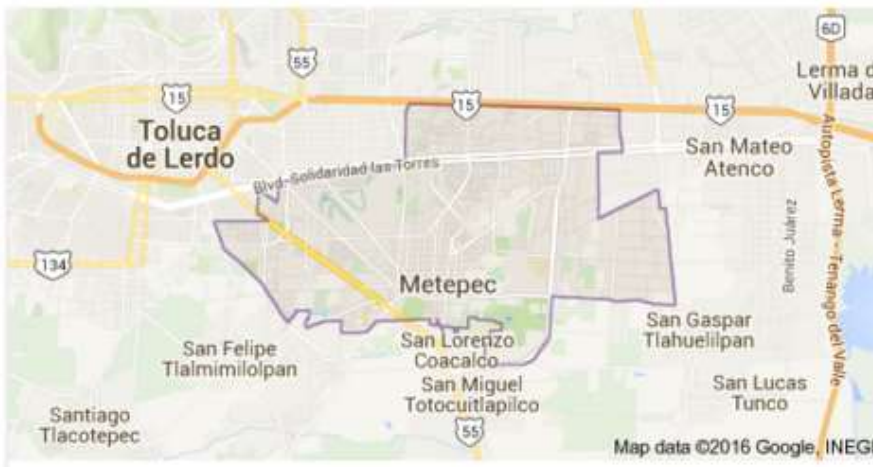 6D
55
Lerma d
Villada
15
15
15
Toluca
de Lerdo
San Mateo
Atenco
Blvd-Solidaridad las Torres
Autopista Lerma - Tenango del Valle
Benito Juárez
134
Metepec
San Gaspar
Tlahuelilpan
San Felipe
Tlalmimilolpan
San Lorenzo
Coacalco
San Miguel
Totocuitlapilco
San Lucas
Tunco
Santiago
Tlacotepec
55
Map data ©2016 Google, INEGI